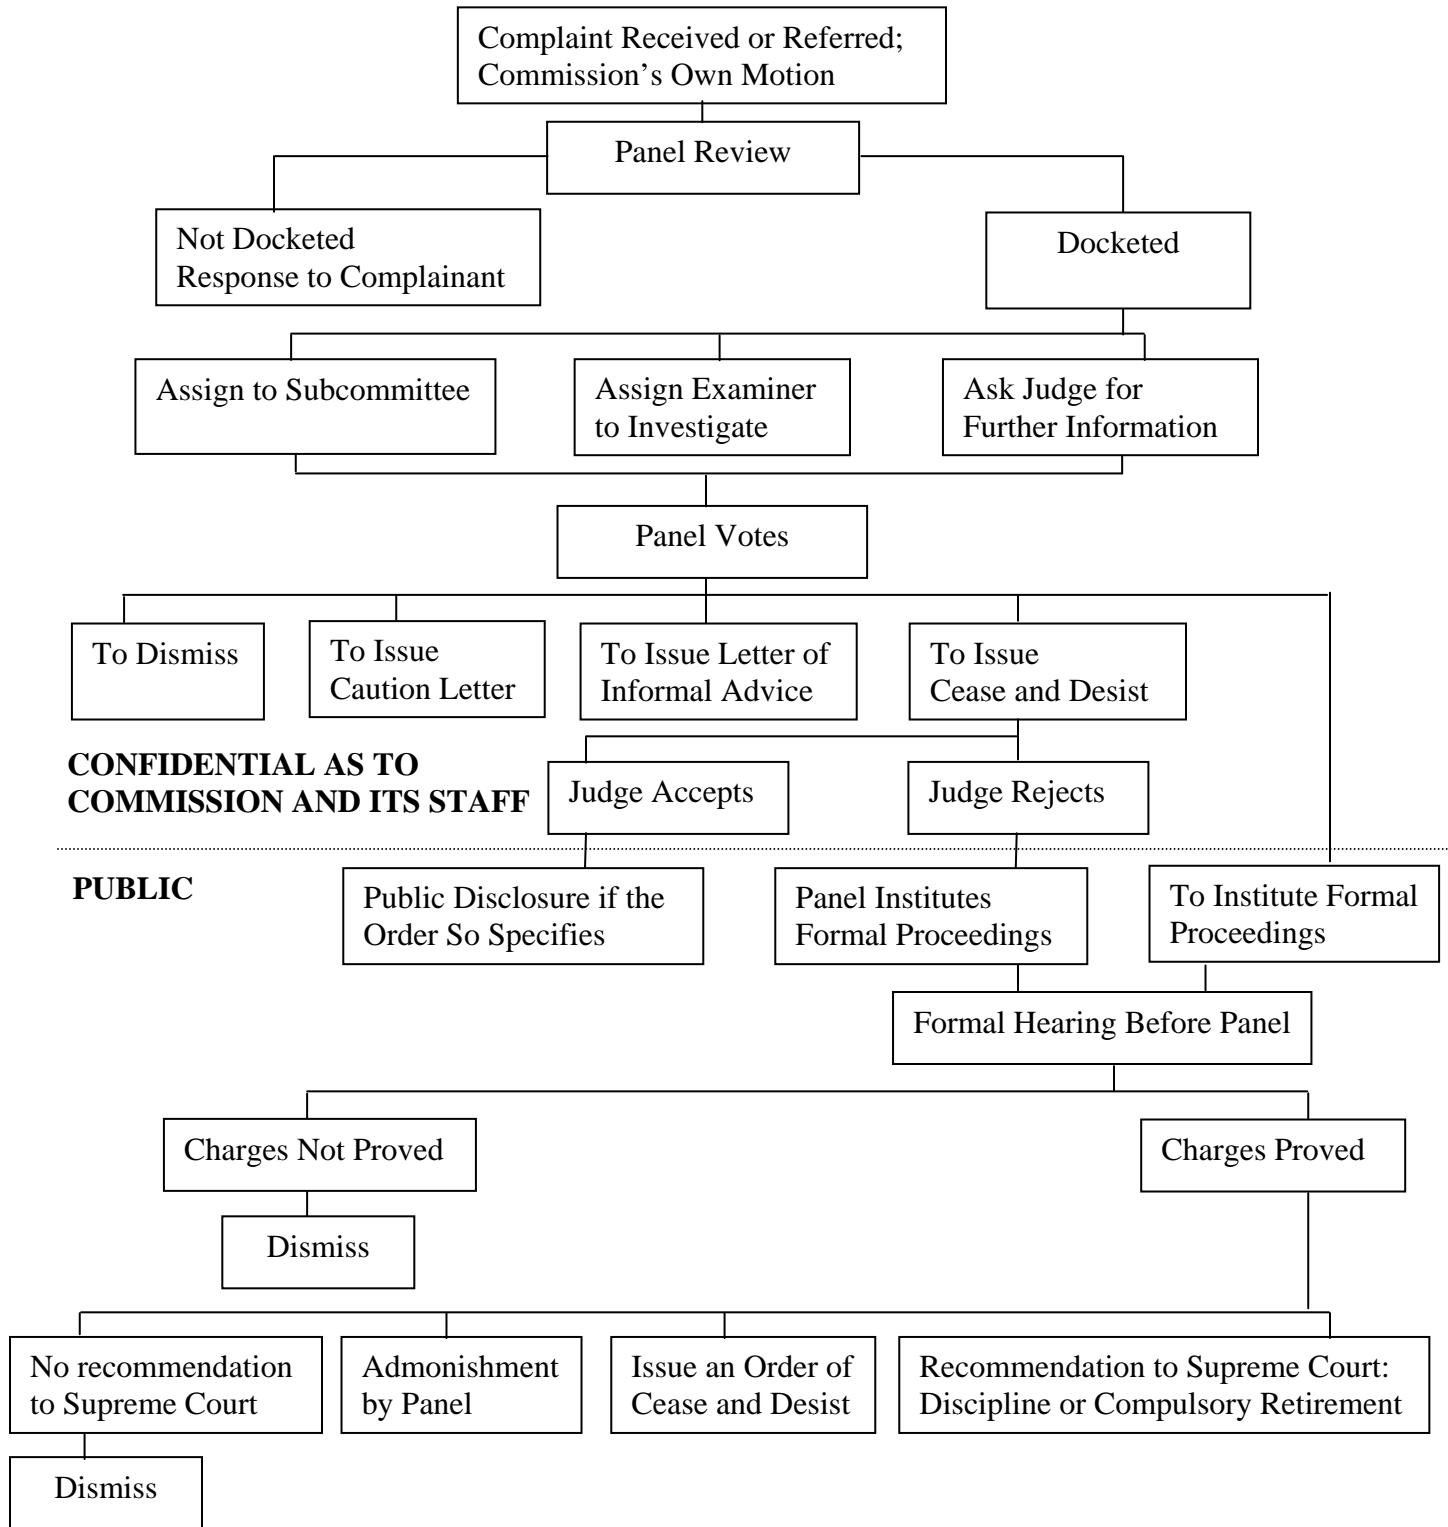 Complaint Received or Referred;
Commission’s Own Motion
Panel Review
Not Docketed
Response to Complainant
Docketed
Assign to Subcommittee
Assign Examiner
to Investigate
Ask Judge for
Further Information
Panel Votes
To Dismiss
To Issue
Caution Letter
To Issue Letter of
Informal Advice
To Issue
Cease and Desist
CONFIDENTIAL AS TO
COMMISSION AND ITS STAFF
Judge Accepts
Judge Rejects
PUBLIC
Public Disclosure if the
Order So Specifies
Panel Institutes
Formal Proceedings
To Institute Formal
Proceedings
Formal Hearing Before Panel
Charges Not Proved
Charges Proved
Dismiss
No recommendation
to Supreme Court
Admonishment
by Panel
Issue an Order of
Cease and Desist
Recommendation to Supreme Court:
Discipline or Compulsory Retirement
Dismiss